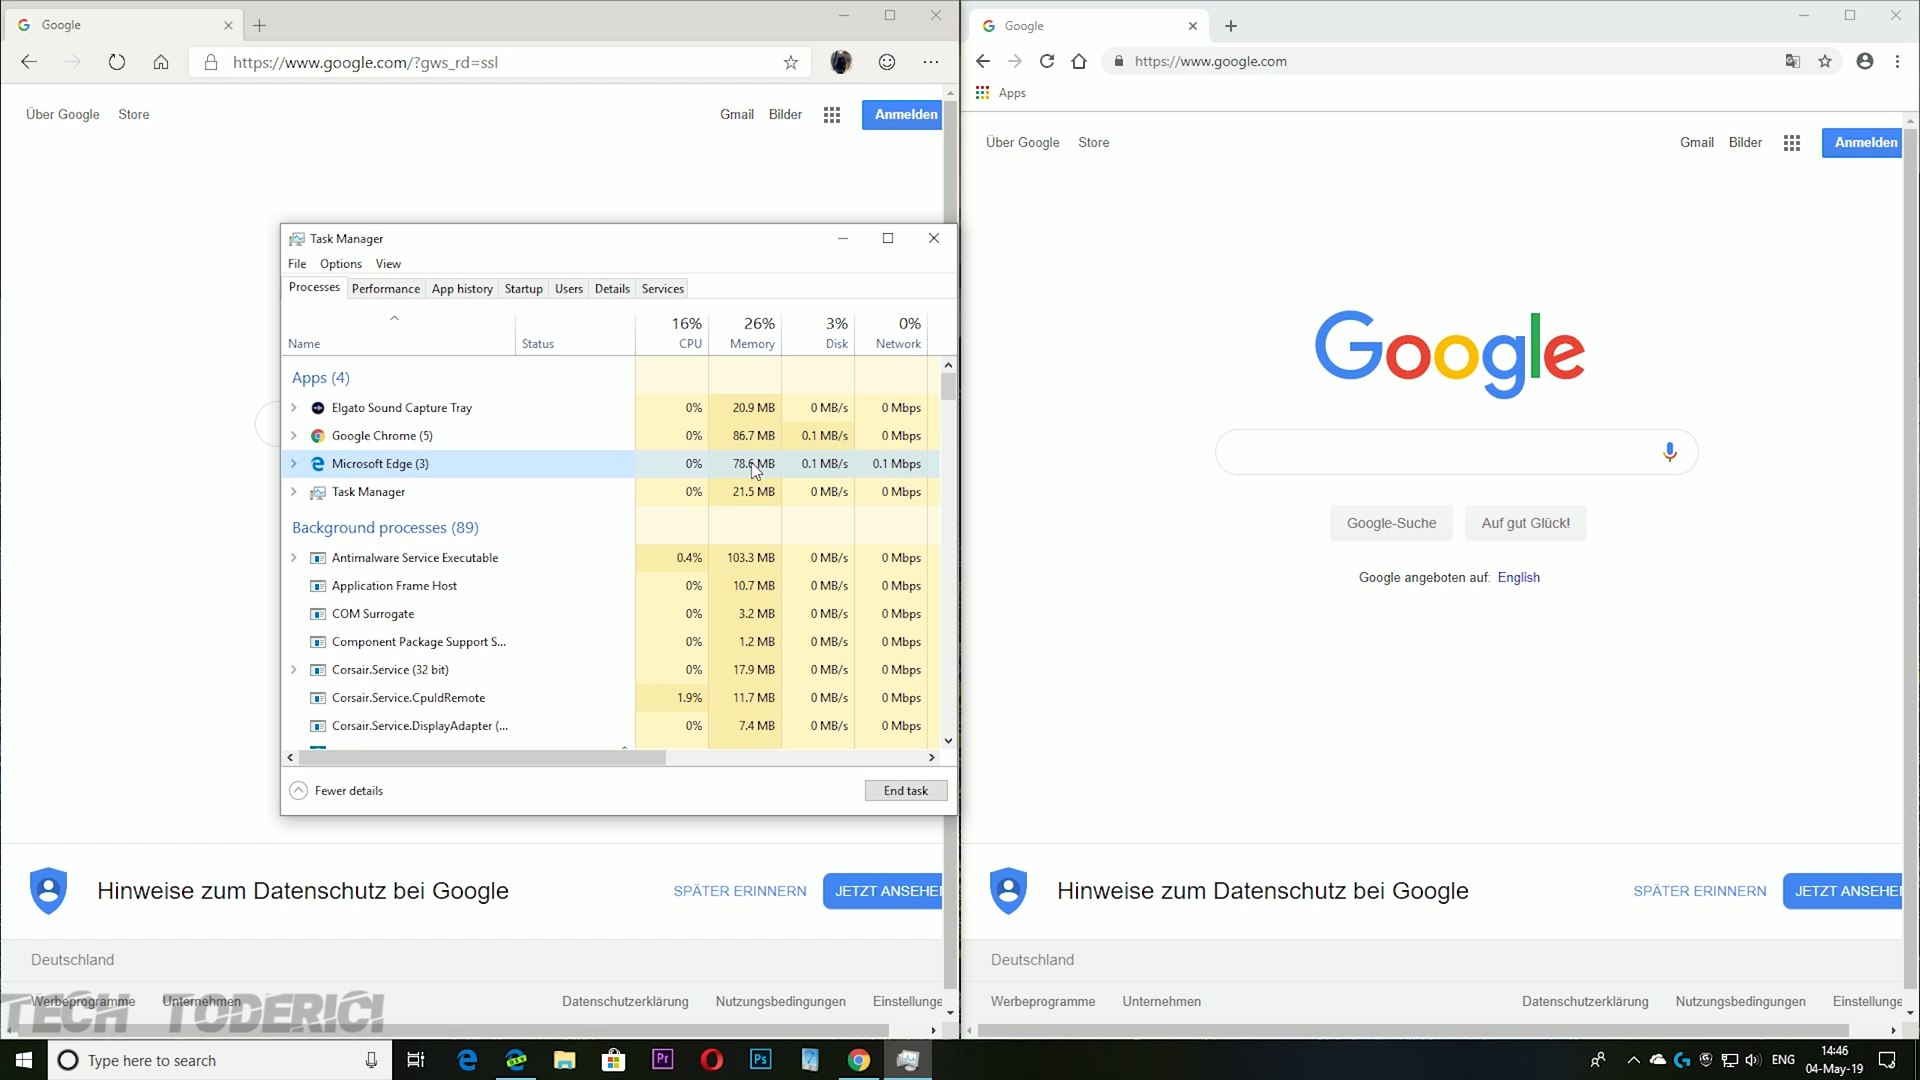 Google
https://www.google.com/?gws_rd=ssl
Über Google Store Gmail Bilder Anmelden
Task Manager
File Options View
Processes Performance App history Startup Users Details Services
16% 26% 3% 0%
Name Status CPU Memory Disk Network
Apps (4)
Elgato Sound Capture Tray 0% 20.9 MB 0 MB/s 0 Mbps
Google Chrome (5) 0% 86.7 MB 0.1 MB/s 0 Mbps
Microsoft Edge (3) 0% 0.1 MB/s 0.1 Mbps
Task Manager 0% 21.5 MB 0 MB/s 0 Mbps
Background processes (89)
Antimalware Service Executable 0.4% 103.3 MB 0 MB/s 0 Mbps
Application Frame Host 0% 10.7 MB 0 MB/s 0 Mbps
COM Surrogate 0% 3.2 MB 0 MB/s 0 Mbps
Component Package Support S... 0% 1.2 MB 0 MB/s 0 Mbps
Corsair.Service (32 bit) 0% 17.9 MB 0 MB/s 0 Mbps
Corsair.Service.CpuIdRemote 1.9% 11.7 MB 0 MB/s 0 Mbps
Corsair.Service.DisplayAdapter (... 0% 7.4 MB 0 MB/s 0 Mbps
Fewer details End task
Hinweise zum Datenschutz bei Google SPÄTER ERINNERN JETZT ANSEHEN
Deutschland
Werbeprogramme Unternehmen Datenschutzerklärung Nutzungsbedingungen Einstellunge
TECH TODERICI
Google
https://www.google.com
Apps
Über Google Store Gmail Bilder Anmelden
Google
Google-Suche Auf gut Glück!
Google angeboten auf: English
Hinweise zum Datenschutz bei Google SPÄTER ERINNERN JETZT ANSEHEN
Deutschland
Werbeprogramme Unternehmen Datenschutzerklärung Nutzungsbedingungen Einstellunge
Type here to search DEV Pr Ps ENG 14:46
04-May-19